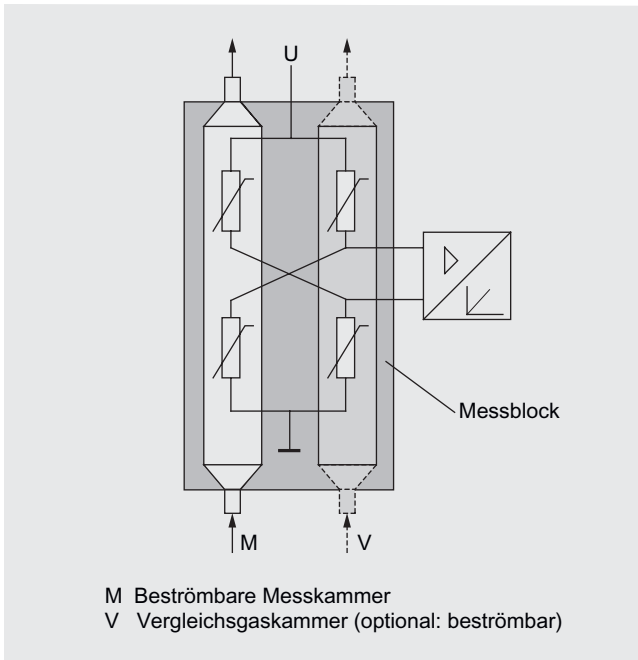 U
Messblock
M
V
M Beströmbare Messkammer
V Vergleichsgaskammer (optional: beströmbar)